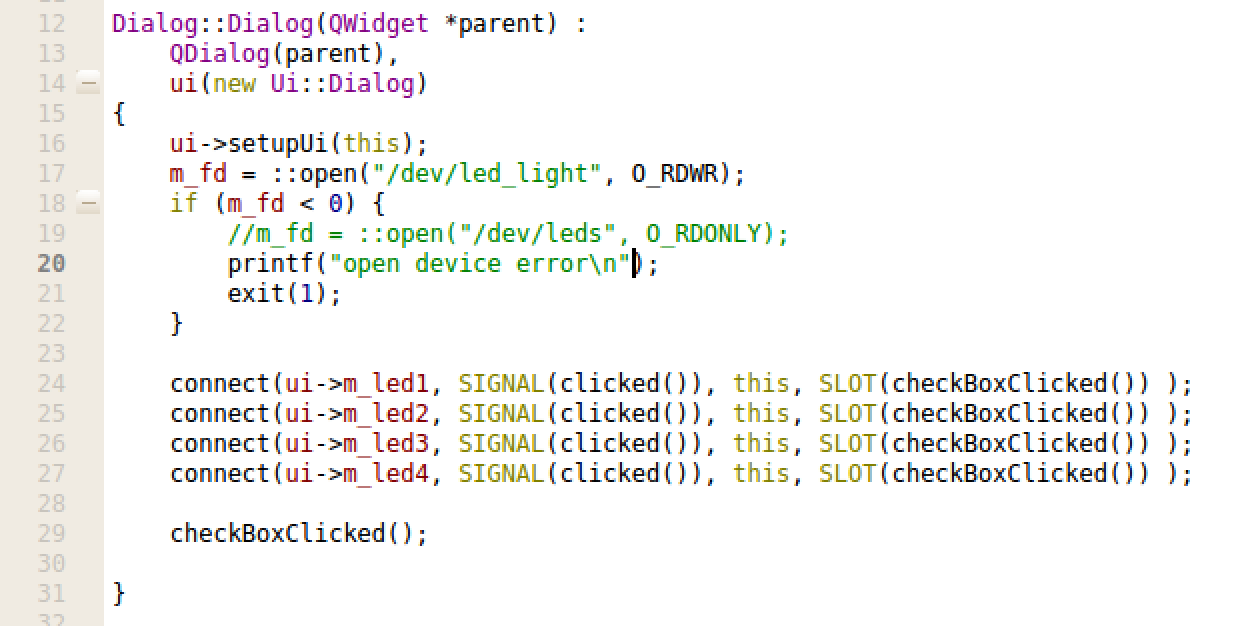 12 Dialog::Dialog(QWidget *parent) :
13     QDialog(parent),
14     ui(new Ui::Dialog)
15 {
16     ui->setupUi(this);
17     m_fd = ::open("/dev/led_light", O_RDWR);
18     if (m_fd < 0) {
19         //m_fd = ::open("/dev/leds", O_RDONLY);
20         printf("open device error\n");
21         exit(1);
22     }
23
24     connect(ui->m_led1, SIGNAL(clicked()), this, SLOT(checkBoxClicked()) );
25     connect(ui->m_led2, SIGNAL(clicked()), this, SLOT(checkBoxClicked()) );
26     connect(ui->m_led3, SIGNAL(clicked()), this, SLOT(checkBoxClicked()) );
27     connect(ui->m_led4, SIGNAL(clicked()), this, SLOT(checkBoxClicked()) );
28
29     checkBoxClicked();
30
31 }
32